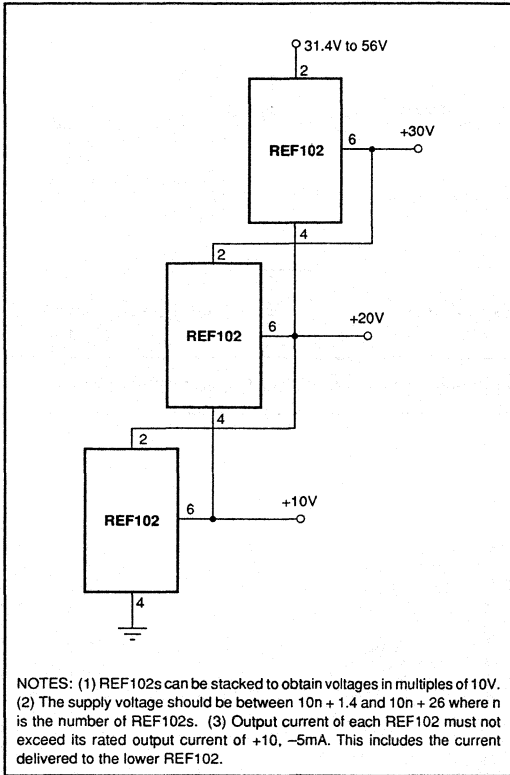 31.4V to 56V
2
REF102
6
+30V
4
2
REF102
6
+20V
4
2
REF102
6
+10V
4
NOTES: (1) REF102s can be stacked to obtain voltages in multiples of 10V.
(2) The supply voltage should be between 10n + 1.4 and 10n + 26 where n
is the number of REF102s. (3) Output current of each REF102 must not
exceed its rated output current of +10, –5mA. This includes the current
delivered to the lower REF102.